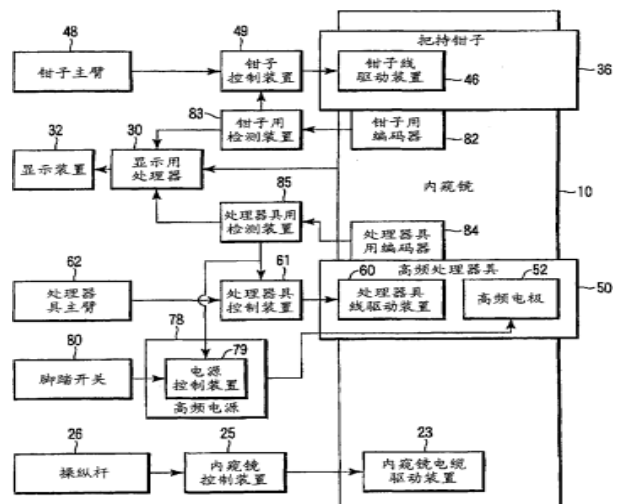 48
49
把持钳子
钳子主臂
钳子
控制装置
钳子线
驱动装置
46
36
83
32
30
钳子用
检测装置
钳子用
编码器
82
显示装置
显示用
处理器
内窥镜
10
85
处理器具用
检测装置
84
处理器具
用编码器
62
61
60
高频处理器具
52
处理器
具主臂
处理器具
控制装置
处理器具
线驱动装置
高频电极
50
80
78
79
脚踏开关
电源
控制装置
高频电源
26
25
23
操纵杆
内窥镜
控制装置
内窥镜电缆
驱动装置